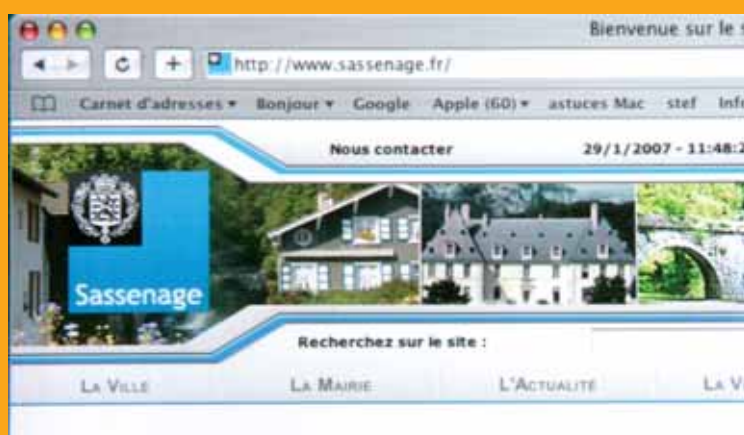 Bienvenue sur le s
http://www.sassenage.fr/
Carnet d'adresses Bonjour Google Apple (60) astuces Mac stef Info
Nous contacter 29/1/2007 - 11:48:2
Sassenage
Recherchez sur le site :
LA VILLE LA MAIRIE L'ACTUALITÉ LA V